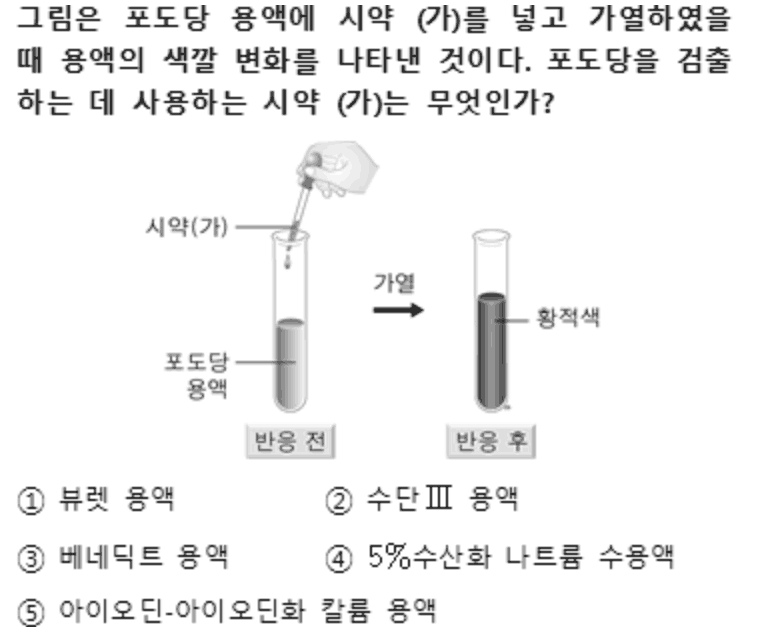 그림은 포도당 용액에 시약 (가)를 넣고 가열하였을
때 용액의 색깔 변화를 나타낸 것이다. 포도당을 검출
하는 데 사용하는 시약 (가)는 무엇인가?
시약(가)
가열
황적색
포도당
용액
반응 전
반응 후
① 뷰렛 용액
② 수단Ⅲ 용액
③ 베네딕트 용액
④ 5%수산화 나트륨 수용액
⑤ 아이오딘-아이오딘화 칼륨 용액